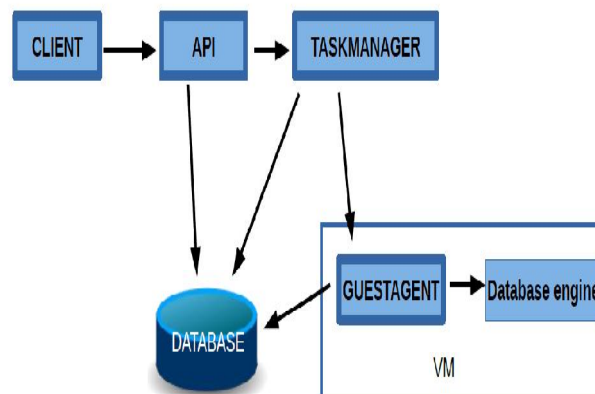 CLIENT
API
TASKMANAGER
GUESTAGENT
Database engine
DATABASE
VM